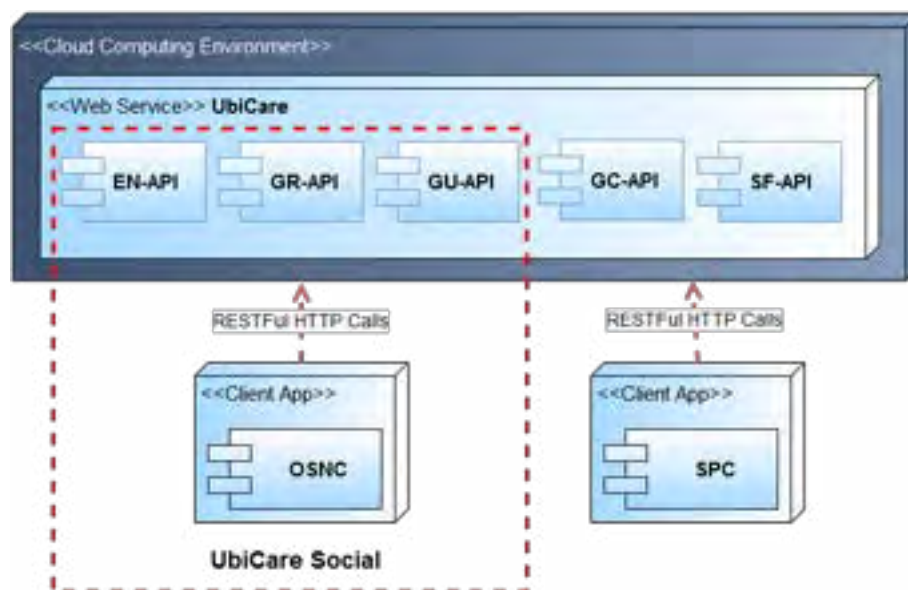 <<Cloud Computing Environment>>
<<Web Service>> UbiCare
EN-API
GR-API
GU-API
GC-API
SF-API
RESTFul HTTP Calls
RESTFul HTTP Calls
<<Client App>>
<<Client App>>
OSNC
SPC
UbiCare Social